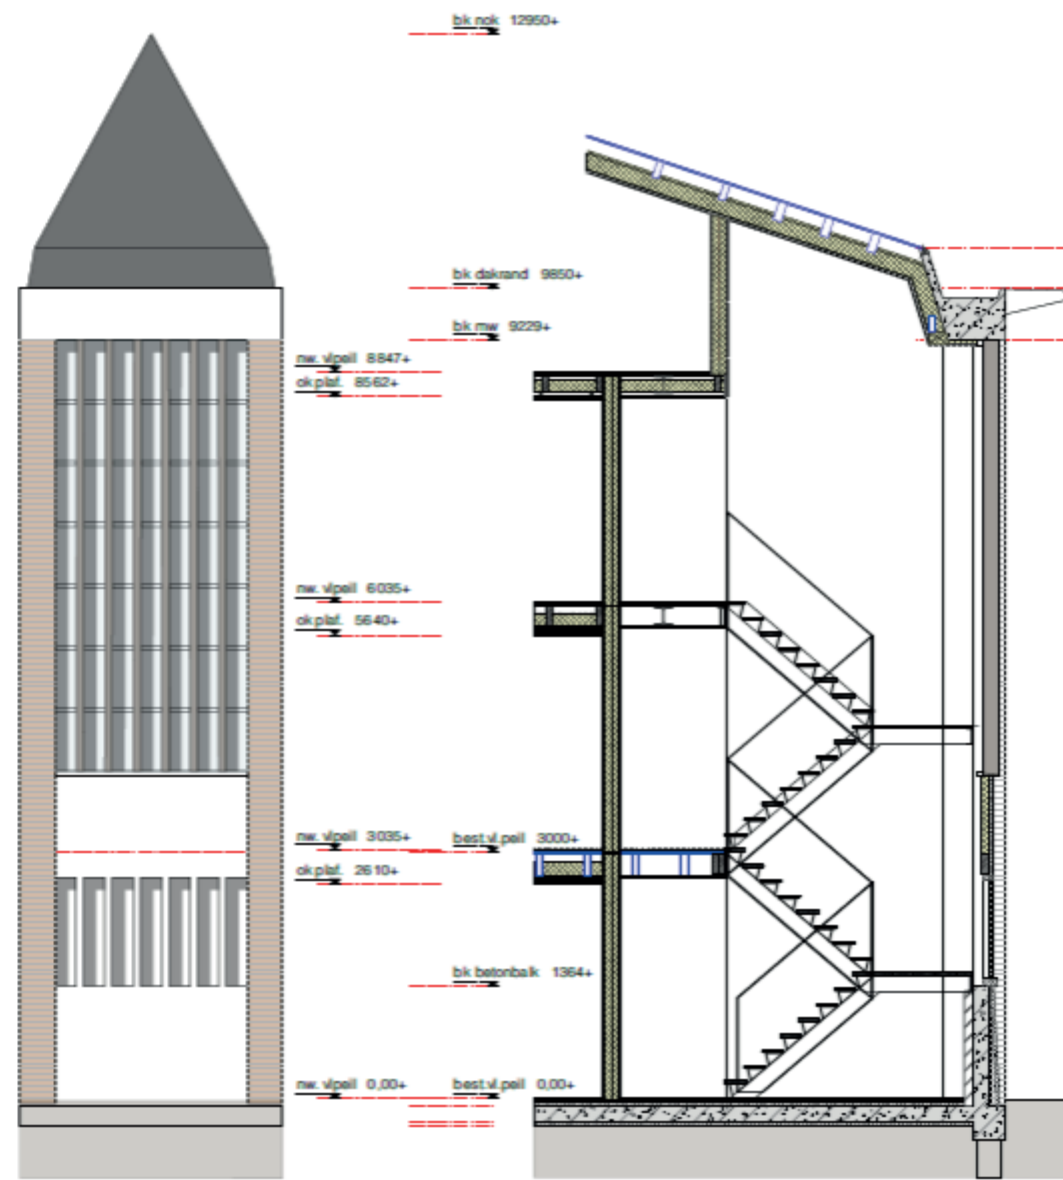 bk nok 12950+
bk dakrand 9850+
bk mw 9229+
nw. vlpeil 8847+
ok plaf. 8562+
nw. vlpeil 6035+
ok plaf. 5640+
nw. vlpeil 3035+
best.vl.peil 3000+
ok plaf. 2610+
bk betonbalk 1364+
nw. vlpeil 0,00+
best.vl.peil 0,00+